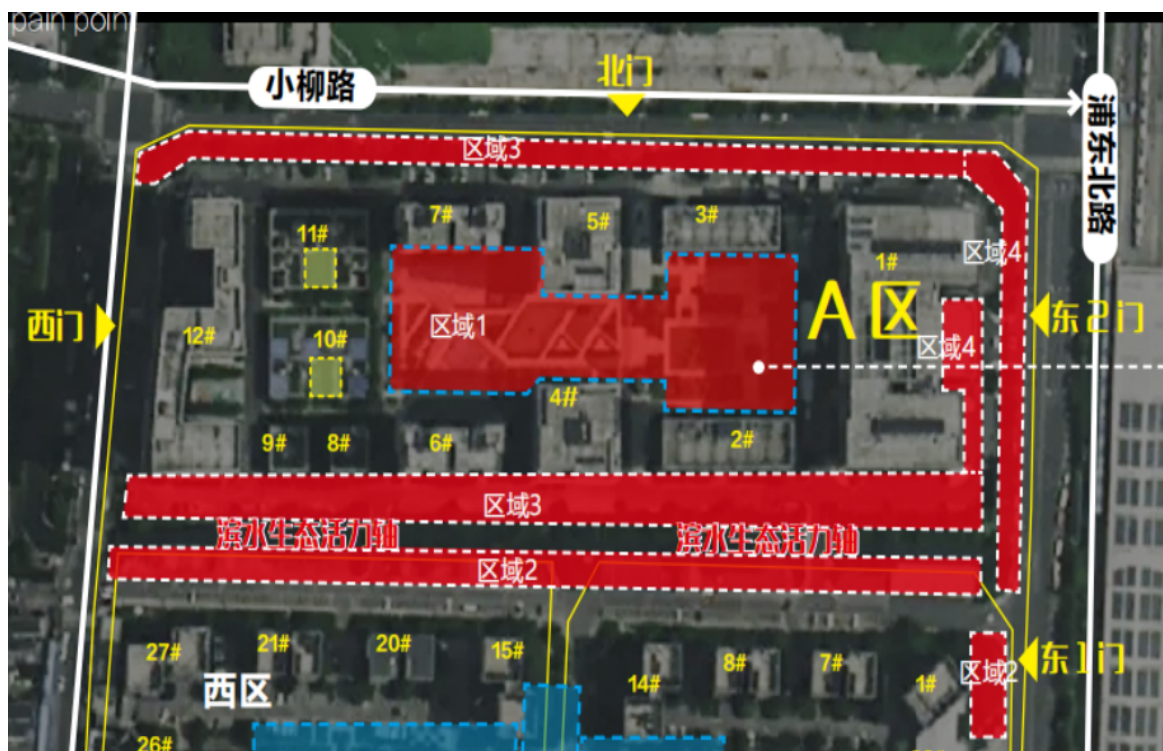 pain point
小柳路
北门
浦东北路
区域3
7#
5#
3#
11#
1#
区域4
A区
东2门
西门
区域1
12#
10#
区域4
4#
9#
8#
6#
2#
区域3
滨水生态活力轴
滨水生态活力轴
区域2
27#
21#
20#
15#
14#
8#
7#
1#
区域2
东1门
西区
26#